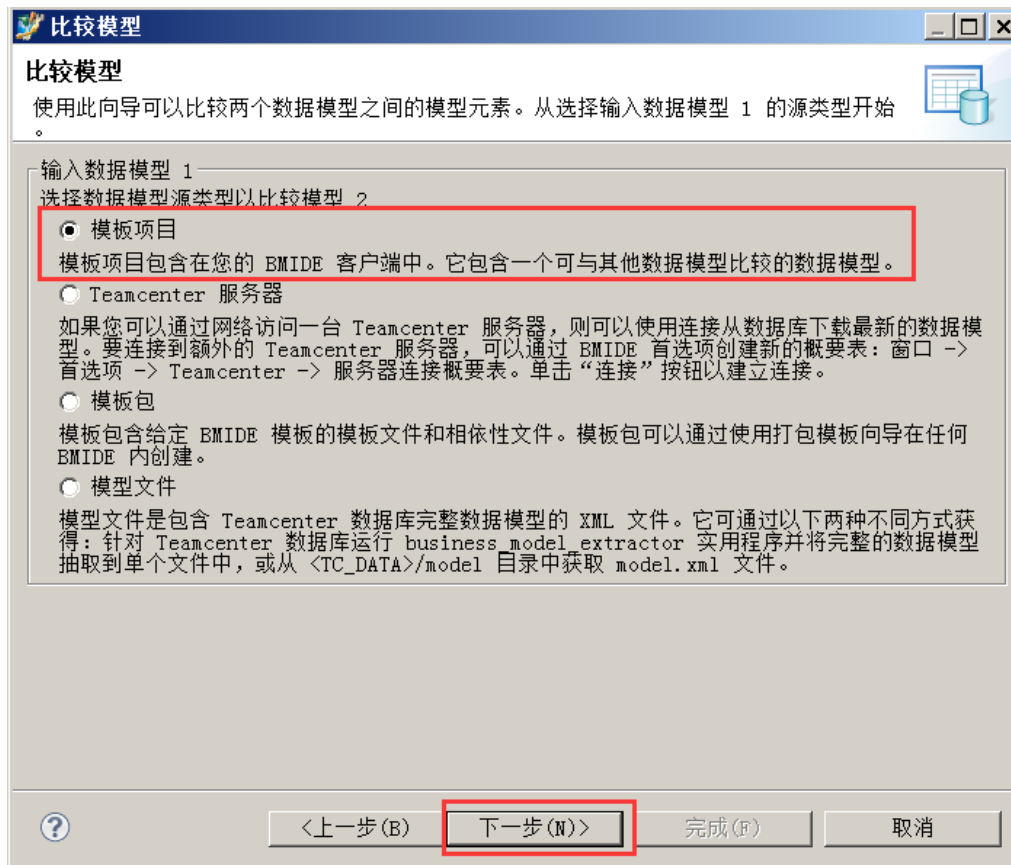 比较模型
比较模型
使用此向导可以比较两个数据模型之间的模型元素。从选择输入数据模型 1 的源类型开始
。
输入数据模型 1
选择数据模型源类型以比较模型 2
模板项目
模板项目包含在您的 BMIDE 客户端中。它包含一个可与其他数据模型比较的数据模型。
Teamcenter 服务器
如果您可以通过网络访问一台 Teamcenter 服务器，则可以使用连接从数据库下载最新的数据模
型。要连接到额外的 Teamcenter 服务器，可以通过 BMIDE 首选项创建新的概要表：窗口 ->
首选项 -> Teamcenter -> 服务器连接概要表。单击“连接”按钮以建立连接。
模板包
模板包含给定 BMIDE 模板的模板文件和相依性文件。模板包可以通过使用打包模板向导在任何
BMIDE 内创建。
模型文件
模型文件是包含 Teamcenter 数据库完整数据模型的 XML 文件。它可通过以下两种不同方式获
得：针对 Teamcenter 数据库运行 business_model_extractor 实用程序并将完整的数据模型
抽取到单个文件中，或从 <TC_DATA>/model 目录中获取 model.xml 文件。
? <上一步(B) 下一步(N)> 完成(F) 取消